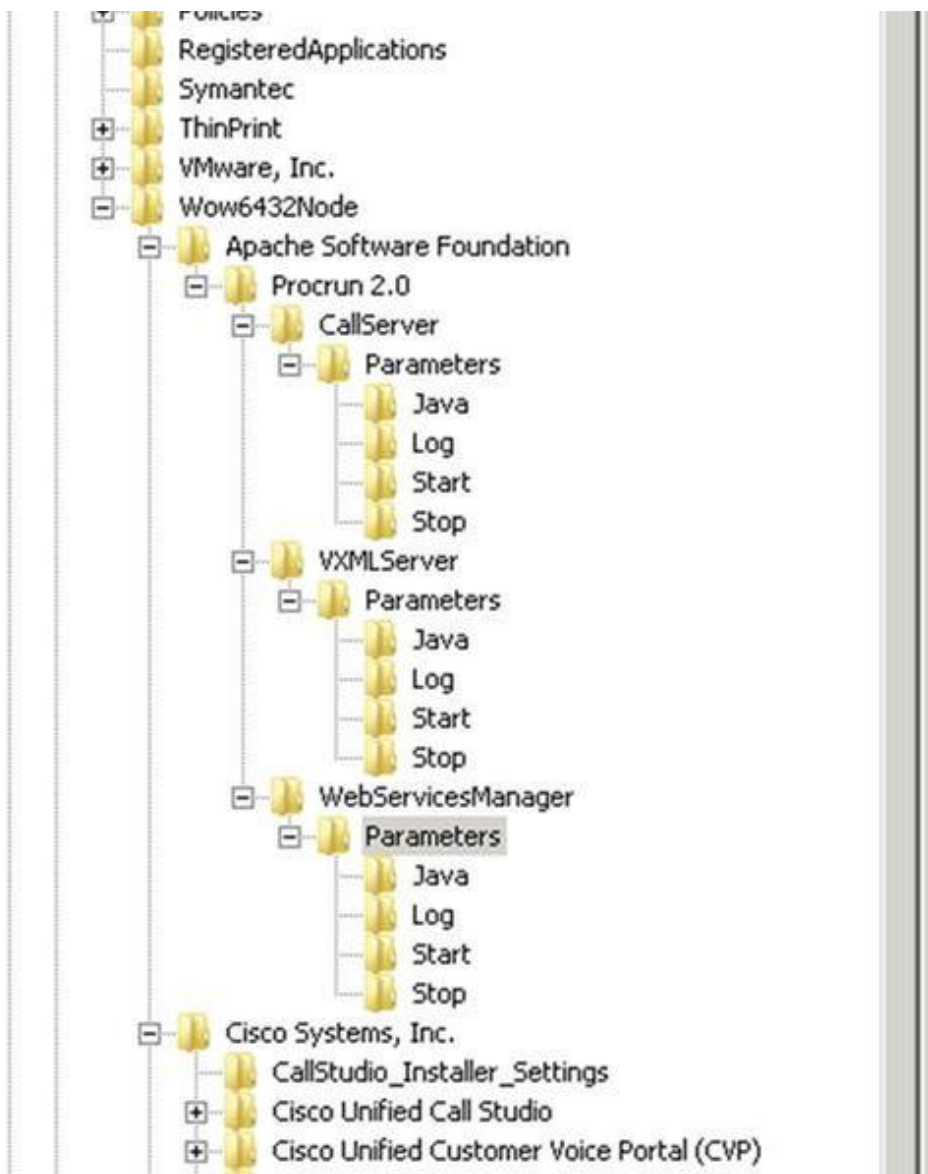 Policies
RegisteredApplications
Symantec
ThinPrint
VMware, Inc.
Wow6432Node
Apache Software Foundation
Procrun 2.0
CallServer
Parameters
Java
Log
Start
Stop
VXMLServer
Parameters
Java
Log
Start
Stop
WebServicesManager
Parameters
Java
Log
Start
Stop
Cisco Systems, Inc.
CallStudio_Installer_Settings
Cisco Unified Call Studio
Cisco Unified Customer Voice Portal (CVP)